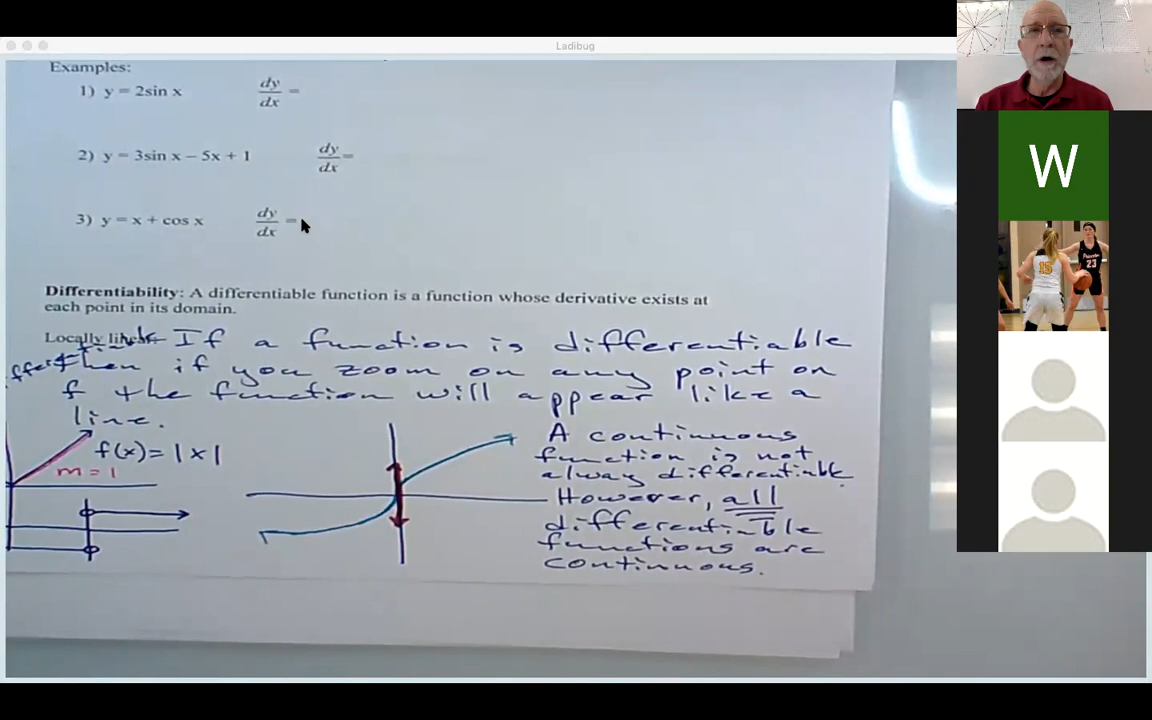 Ladibug
Examples:
1) y = 2sin x dy/dx =
2) y = 3sin x − 5x + 1 dy/dx =
3) y = x + cos x dy/dx =
Differentiability: A differentiable function is a function whose derivative exists at
each point in its domain.
Locally linear If a function is differentiable
then if you zoom on any point on
f the function will appear like a
line.
f(x)= |x|
m = 1
A continuous
function is not
alway differentiable.
However, all
differentiable
functions are
continuous.
W
15
23